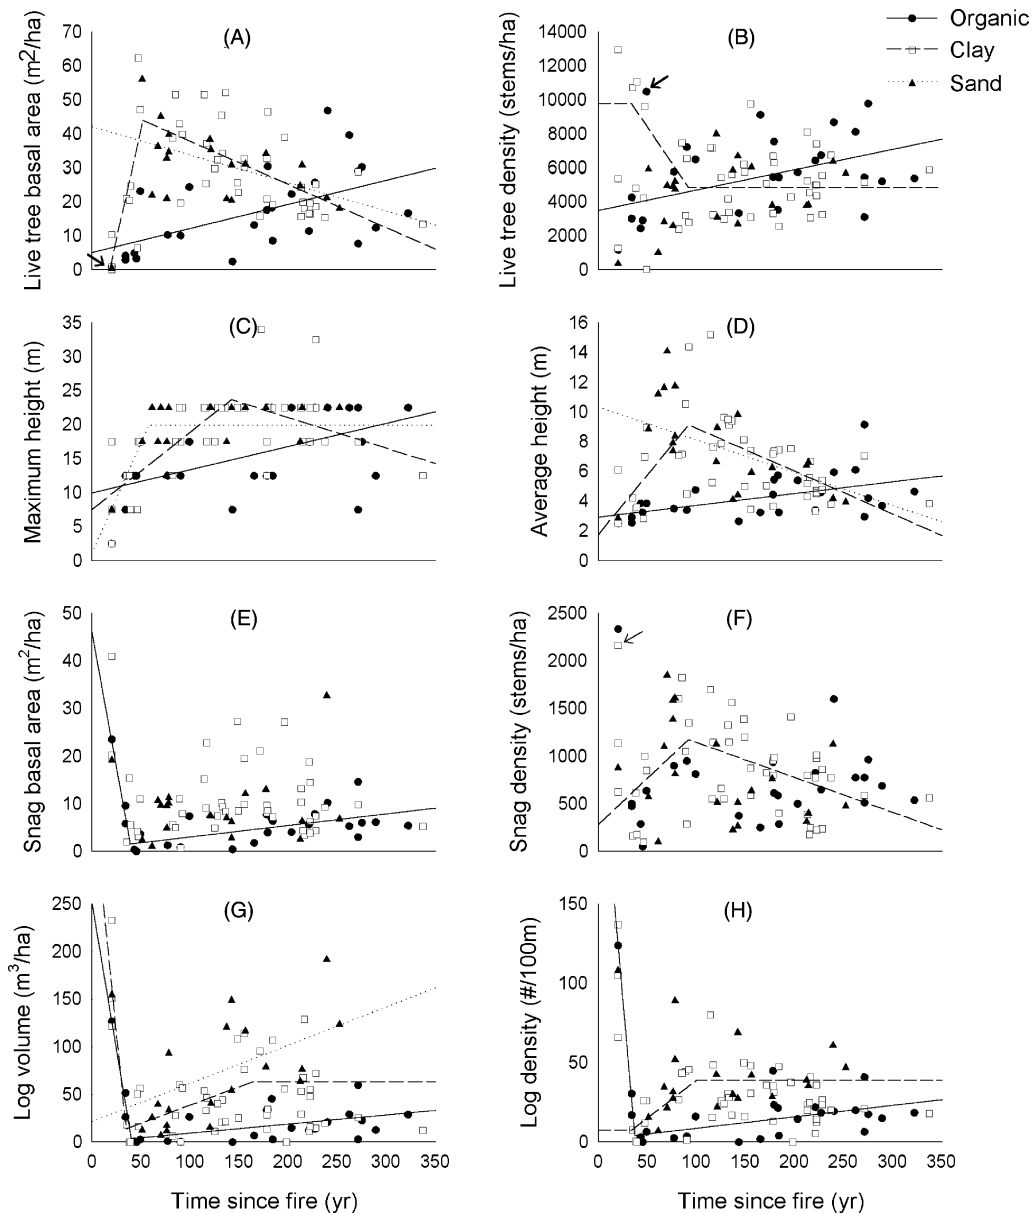 Organic
Clay
Sand
(A)
Live tree basal area (m2/ha)
70
60
50
40
30
20
10
0
(B)
Live tree density (stems/ha)
14000
12000
10000
8000
6000
4000
2000
0
(C)
Maximum height (m)
35
30
25
20
15
10
5
0
(D)
Average height (m)
16
14
12
10
8
6
4
2
0
(E)
Snag basal area (m²/ha)
50
40
30
20
10
0
(F)
Snag density (stems/ha)
2500
2000
1500
1000
500
0
(G)
Log volume (m³/ha)
250
200
150
100
50
0
0 50 100 150 200 250 300 350
Time since fire (yr)
(H)
Log density (#/100m)
150
100
50
0
0 50 100 150 200 250 300 350
Time since fire (yr)